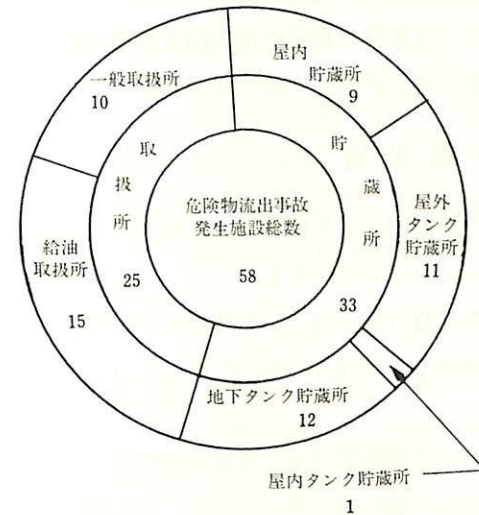 危険物流出事故
発生施設総数
58
貯蔵所
33
取扱所
25
屋内
貯蔵所
9
屋外
タンク
貯蔵所
11
屋内タンク貯蔵所
1
地下タンク貯蔵所
12
給油
取扱所
15
一般取扱所
10